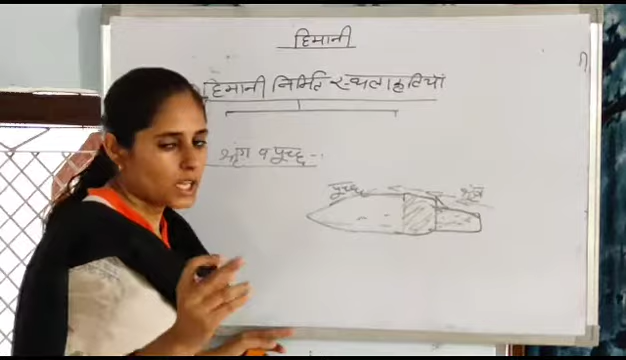 हिमानी
हिमानी निर्मित स्थलाकृतियां
श्रृंग व पुच्छ --:
पुच्छ श्रृंग